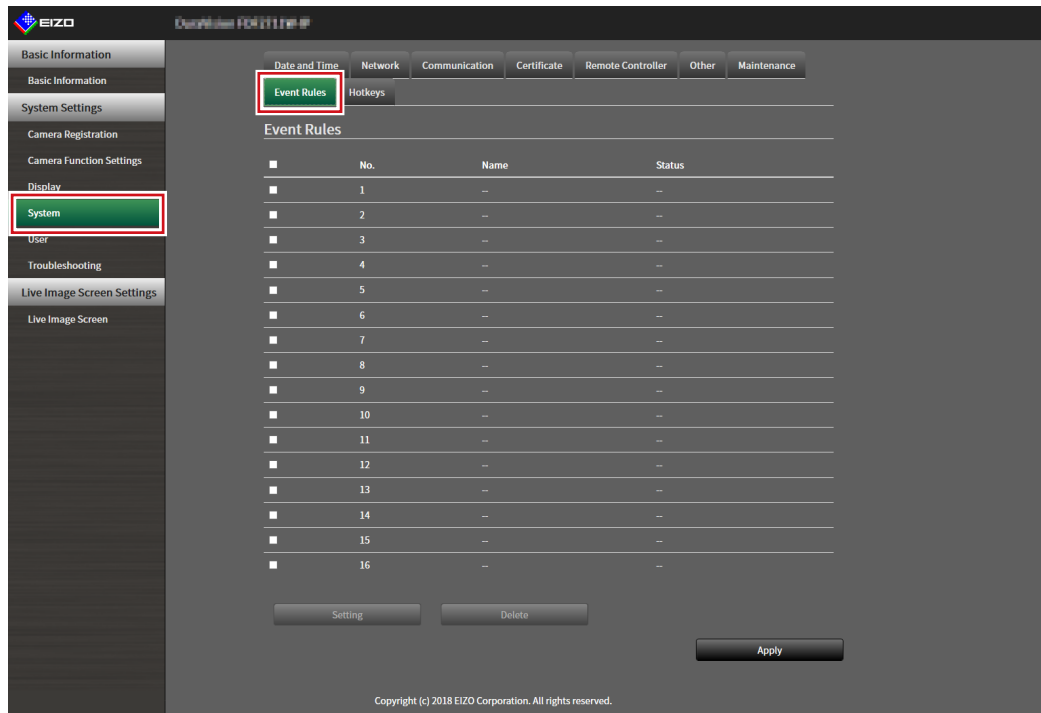 EIZO
Basic Information
Basic Information
System Settings
Camera Registration
Camera Function Settings
Display
System
User
Troubleshooting
Live Image Screen Settings
Live Image Screen
Date and Time Network Communication Certificate Remote Controller Other Maintenance
Event Rules Hotkeys
Event Rules
No. Name Status
1 -- --
2 -- --
3 -- --
4 -- --
5 -- --
6 -- --
7 -- --
8 -- --
9 -- --
10 -- --
11 -- --
12 -- --
13 -- --
14 -- --
15 -- --
16 -- --
Setting Delete
Apply
Copyright (c) 2018 EIZO Corporation. All rights reserved.